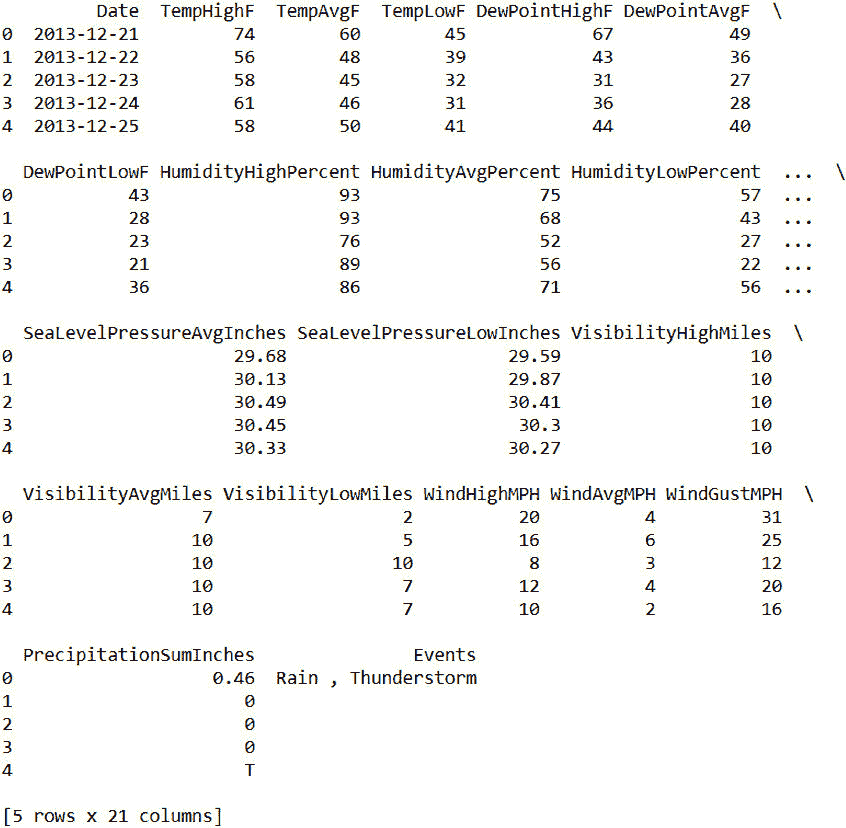 Date  TempHighF  TempAvgF  TempLowF DewPointHighF DewPointAvgF  \
0  2013-12-21         74        60        45            67           49
1  2013-12-22         56        48        39            43           36
2  2013-12-23         58        45        32            31           27
3  2013-12-24         61        46        31            36           28
4  2013-12-25         58        50        41            44           40

  DewPointLowF HumidityHighPercent HumidityAvgPercent HumidityLowPercent  ...  \
0           43                  93                 75                 57  ...
1           28                  93                 68                 43  ...
2           23                  76                 52                 27  ...
3           21                  89                 56                 22  ...
4           36                  86                 71                 56  ...

  SeaLevelPressureAvgInches SeaLevelPressureLowInches VisibilityHighMiles  \
0                     29.68                     29.59                  10
1                     30.13                     29.87                  10
2                     30.49                     30.41                  10
3                     30.45                      30.3                  10
4                     30.33                     30.27                  10

  VisibilityAvgMiles VisibilityLowMiles WindHighMPH WindAvgMPH WindGustMPH  \
0                  7                  2          20          4          31
1                 10                  5          16          6          25
2                 10                 10           8          3          12
3                 10                  7          12          4          20
4                 10                  7          10          2          16

  PrecipitationSumInches               Events
0                   0.46  Rain , Thunderstorm
1                      0
2                      0
3                      0
4                      T

[5 rows x 21 columns]